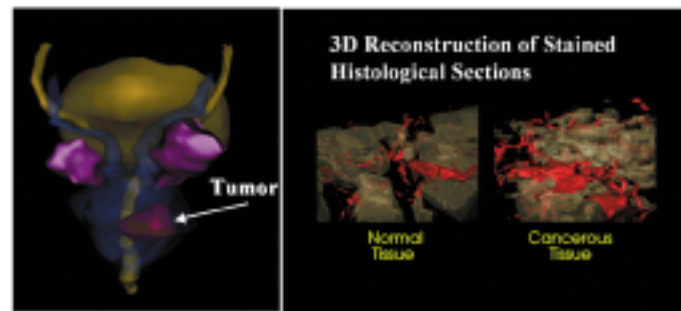 3D Reconstruction of Stained
Histological Sections
Tumor
Normal
Tissue
Cancerous
Tissue